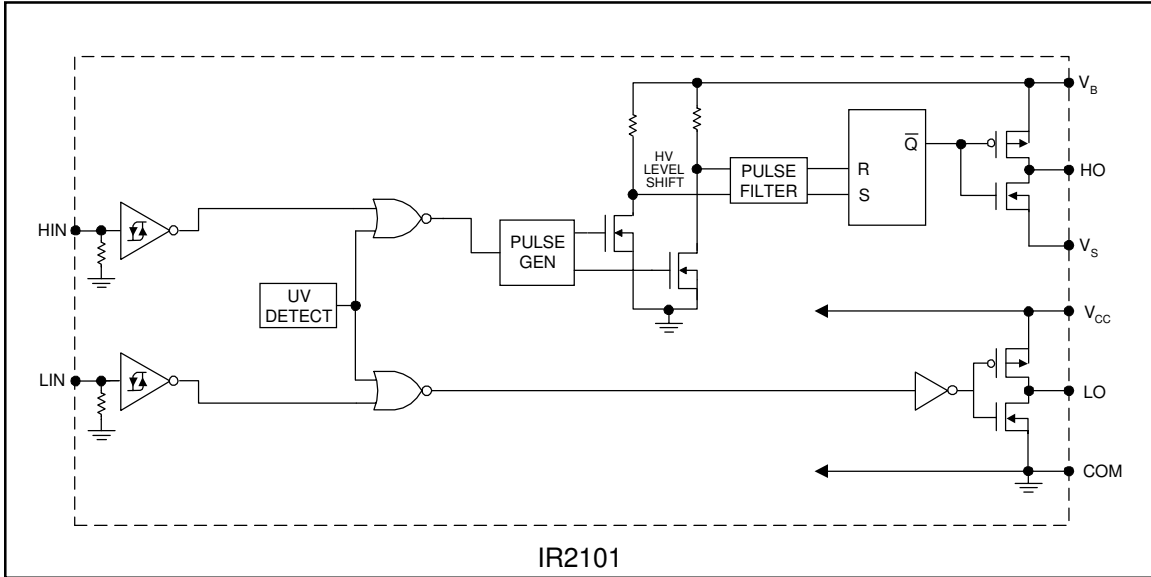 V_B
Q̅
HV
LEVEL
SHIFT
PULSE
FILTER
R
S
HO
HIN
PULSE
GEN
V_S
UV
DETECT
V_CC
LIN
LO
COM
IR2101